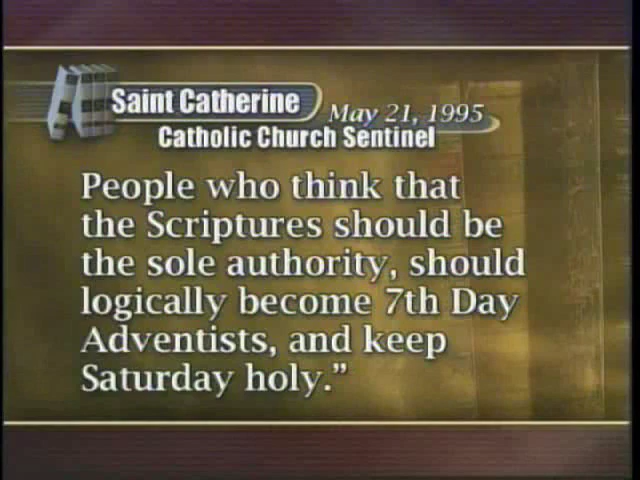 Saint Catherine May 21, 1995
Catholic Church Sentinel
People who think that
the Scriptures should be
the sole authority, should
logically become 7th Day
Adventists, and keep
Saturday holy.”